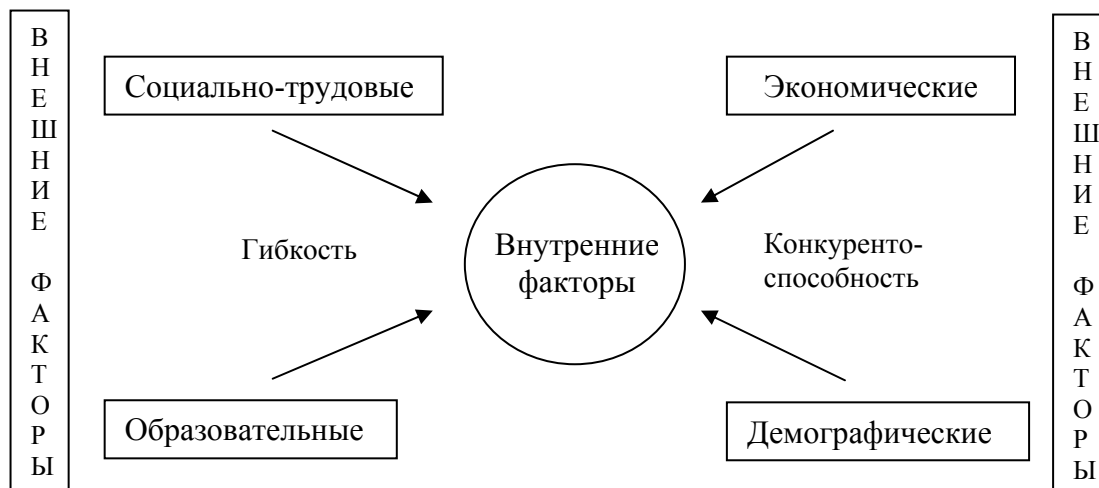 ВНЕШНИЕ ФАКТОРЫ
Социально-трудовые
Экономические
Гибкость
Внутренние
факторы
Конкуренто-
способность
Образовательные
Демографические
ВНЕШНИЕ ФАКТОРЫ